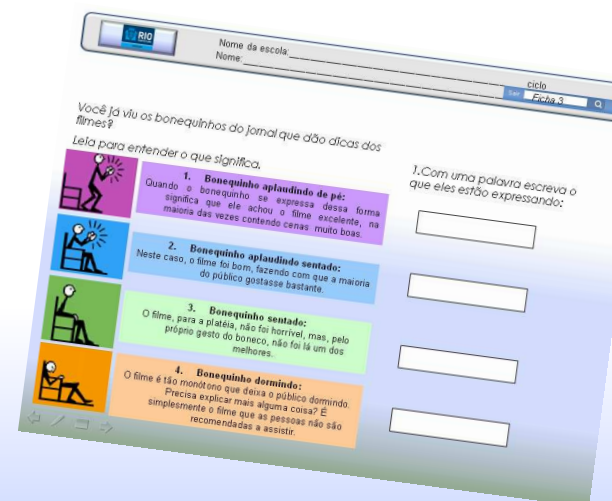 RIO
Nome da escola:
Nome:
ciclo
Sair
Ficha 3
Você já viu os bonequinhos do jornal que dão dicas dos
filmes?
Leia para entender o que significa.
1. Bonequinho aplaudindo de pé:
Quando o bonequinho se expressa dessa forma
significa que ele achou o filme excelente, na
maioria das vezes contendo cenas muito boas.
2. Bonequinho aplaudindo sentado:
Neste caso, o filme foi bom, fazendo com que a maioria
do público gostasse bastante.
3. Bonequinho sentado:
O filme, para a platéia, não foi horrível, mas, pelo
próprio gesto do boneco, não foi lá um dos
melhores.
4. Bonequinho dormindo:
O filme é tão monótono que deixa o público dormindo.
Precisa explicar mais alguma coisa? É
simplesmente o filme que as pessoas não são
recomendadas a assistir.
1.Com uma palavra escreva o
que eles estão expressando: